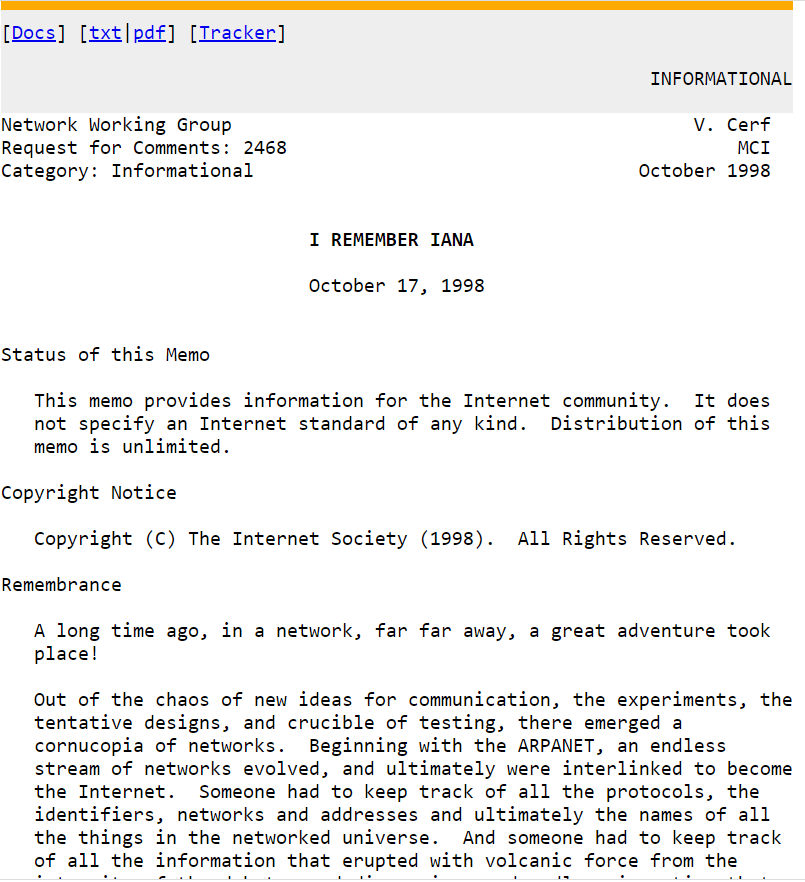 [Docs] [txt|pdf] [Tracker]
INFORMATIONAL
Network Working Group V. Cerf
Request for Comments: 2468 MCI
Category: Informational October 1998
I REMEMBER IANA
October 17, 1998
Status of this Memo
This memo provides information for the Internet community. It does
not specify an Internet standard of any kind. Distribution of this
memo is unlimited.
Copyright Notice
Copyright (C) The Internet Society (1998). All Rights Reserved.
Remembrance
A long time ago, in a network, far far away, a great adventure took
place!
Out of the chaos of new ideas for communication, the experiments, the
tentative designs, and crucible of testing, there emerged a
cornucopia of networks. Beginning with the ARPANET, an endless
stream of networks evolved, and ultimately were interlinked to become
the Internet. Someone had to keep track of all the protocols, the
identifiers, networks and addresses and ultimately the names of all
the things in the networked universe. And someone had to keep track
of all the information that erupted with volcanic force from the